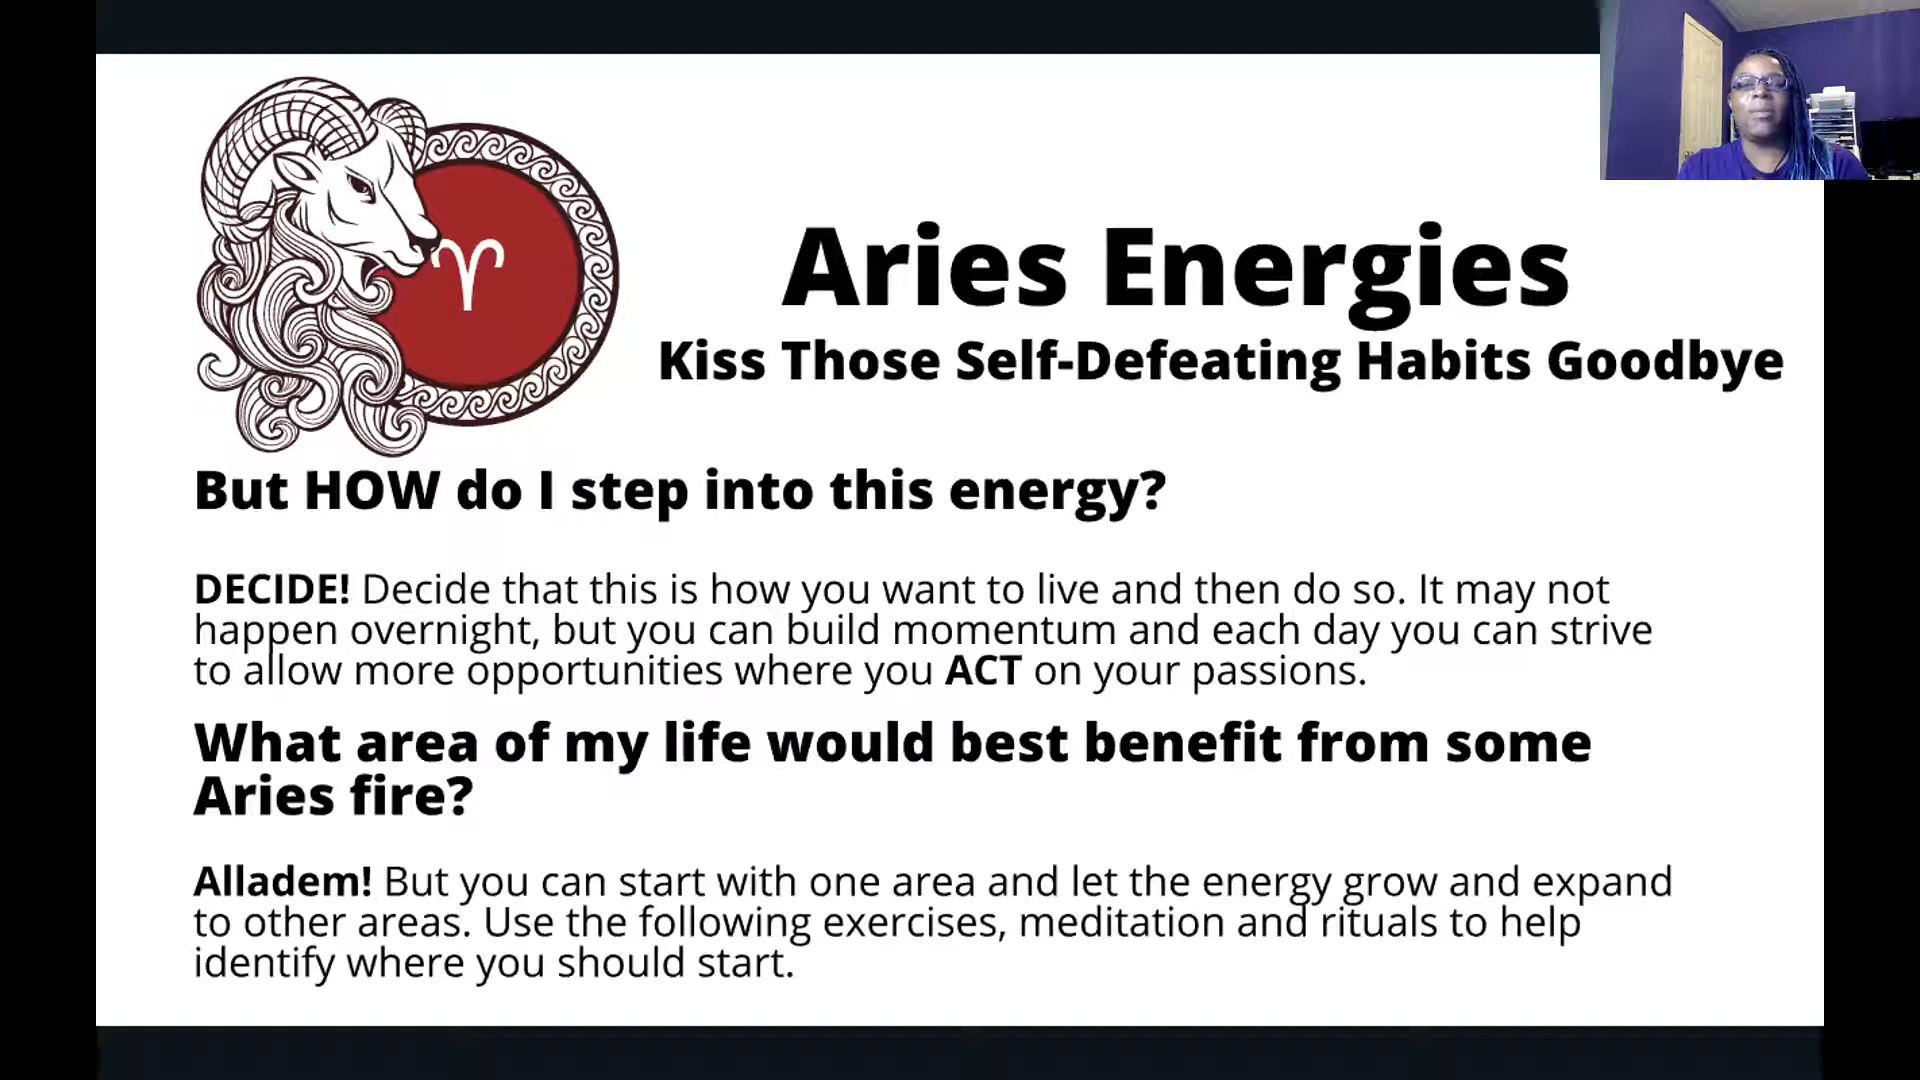 Aries Energies
Kiss Those Self-Defeating Habits Goodbye
But HOW do I step into this energy?
DECIDE! Decide that this is how you want to live and then do so. It may not
happen overnight, but you can build momentum and each day you can strive
to allow more opportunities where you ACT on your passions.
What area of my life would best benefit from some
Aries fire?
Alladem! But you can start with one area and let the energy grow and expand
to other areas. Use the following exercises, meditation and rituals to help
identify where you should start.